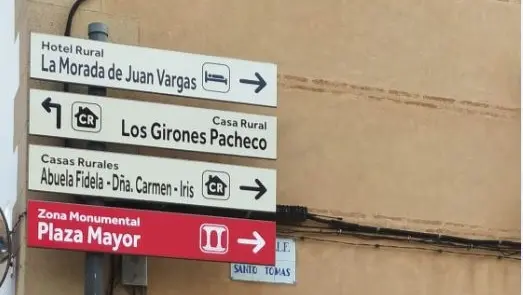 Hotel Rural
La Morada de Juan Vargas
Casa Rural
CR Los Girones Pacheco
Casas Rurales
Abuela Fidela - Dña. Carmen - Iris CR
Zona Monumental
Plaza Mayor
SANTO TOMAS